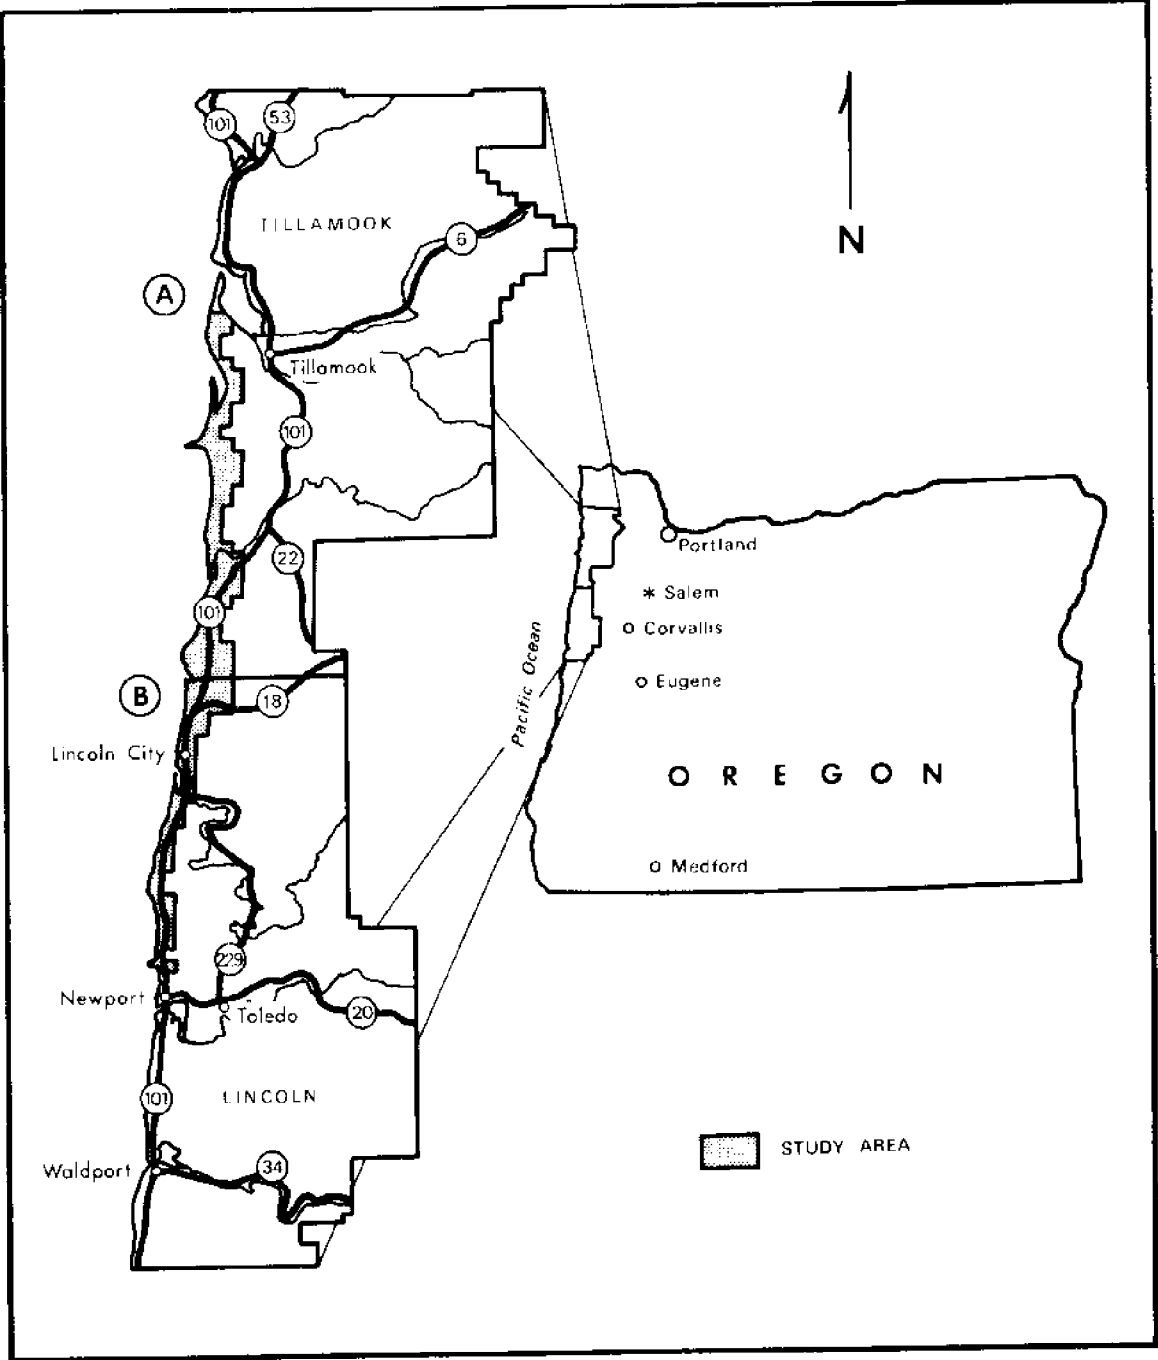 101
53
TILLAMOOK
6
N
A
Tillamook
101
22
Portland
* Salem
101
Corvallis
Pacific Ocean
Eugene
B
18
Lincoln City
OREGON
Medford
229
Newport
Toledo
20
101
LINCOLN
STUDY AREA
Waldport
34